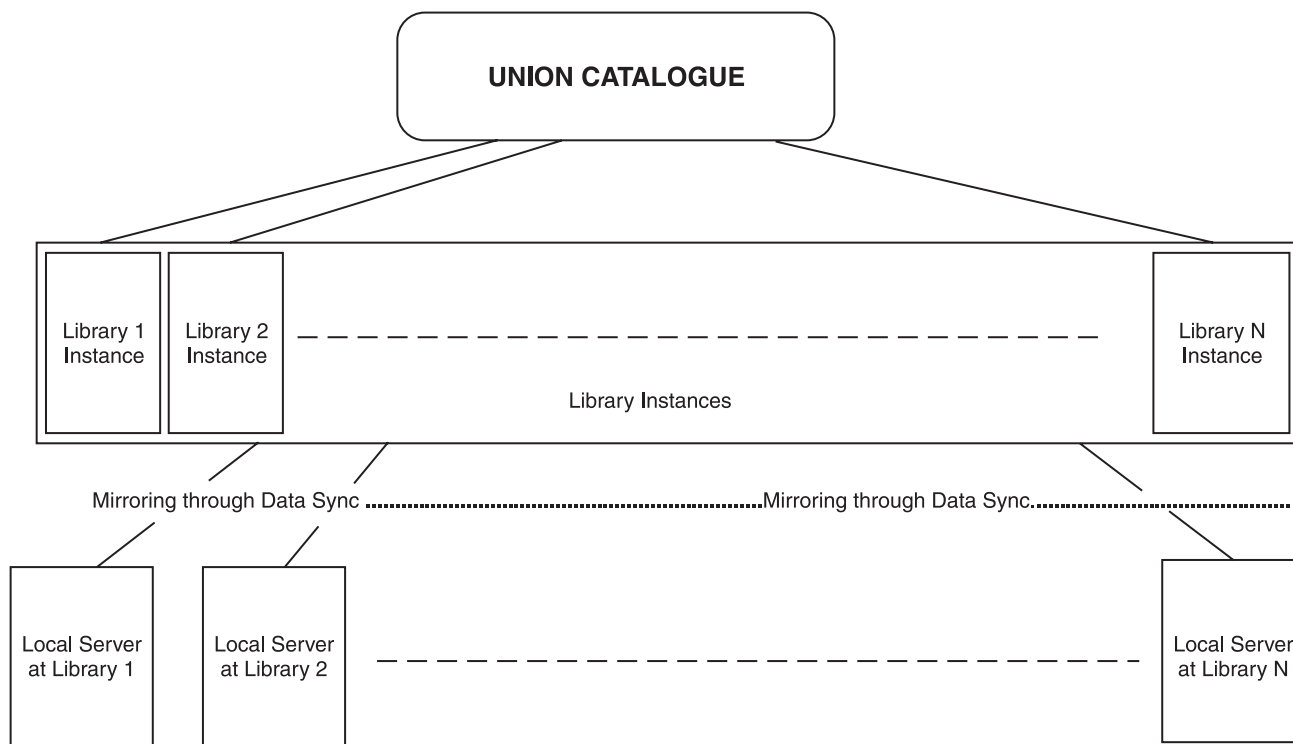 UNION CATALOGUE
Library 1
Instance
Library 2
Instance
Library N
Instance
Library Instances
Mirroring through Data Sync
Mirroring through Data Sync
Local Server
at Library 1
Local Server
at Library 2
Local Server
at Library N